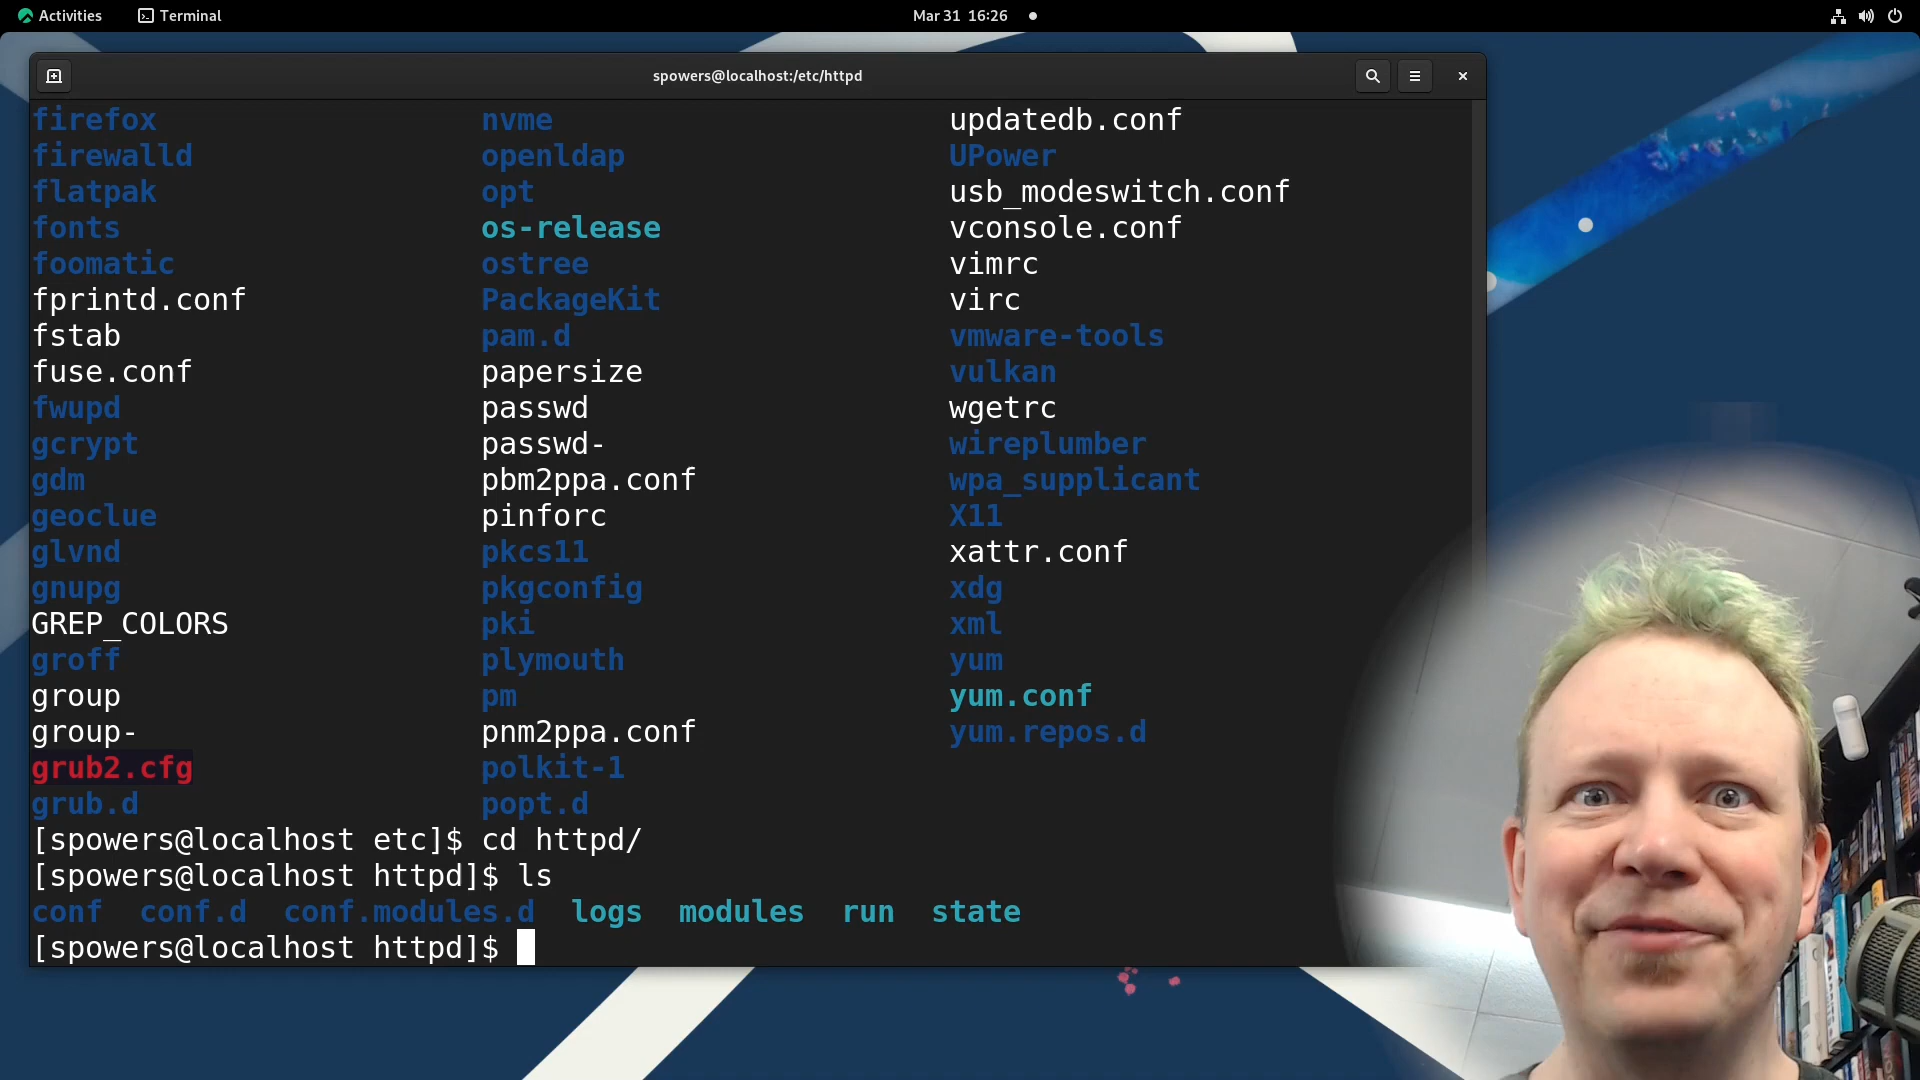 Activities Terminal Mar 31 16:26
spowers@localhost:/etc/httpd
firefox nvme updatedb.conf
firewalld openldap UPower
flatpak opt usb_modeswitch.conf
fonts os-release vconsole.conf
foomatic ostree vimrc
fprintd.conf PackageKit virc
fstab pam.d vmware-tools
fuse.conf papersize vulkan
fwupd passwd wgetrc
gcrypt passwd- wireplumber
gdm pbm2ppa.conf wpa_supplicant
geoclue pinforc X11
glvnd pkcs11 xattr.conf
gnupg pkgconfig xdg
GREP_COLORS pki xml
groff plymouth yum
group pm yum.conf
group- pnm2ppa.conf yum.repos.d
grub2.cfg polkit-1
grub.d popt.d
[spowers@localhost etc]$ cd httpd/
[spowers@localhost httpd]$ ls
conf conf.d conf.modules.d logs modules run state
[spowers@localhost httpd]$